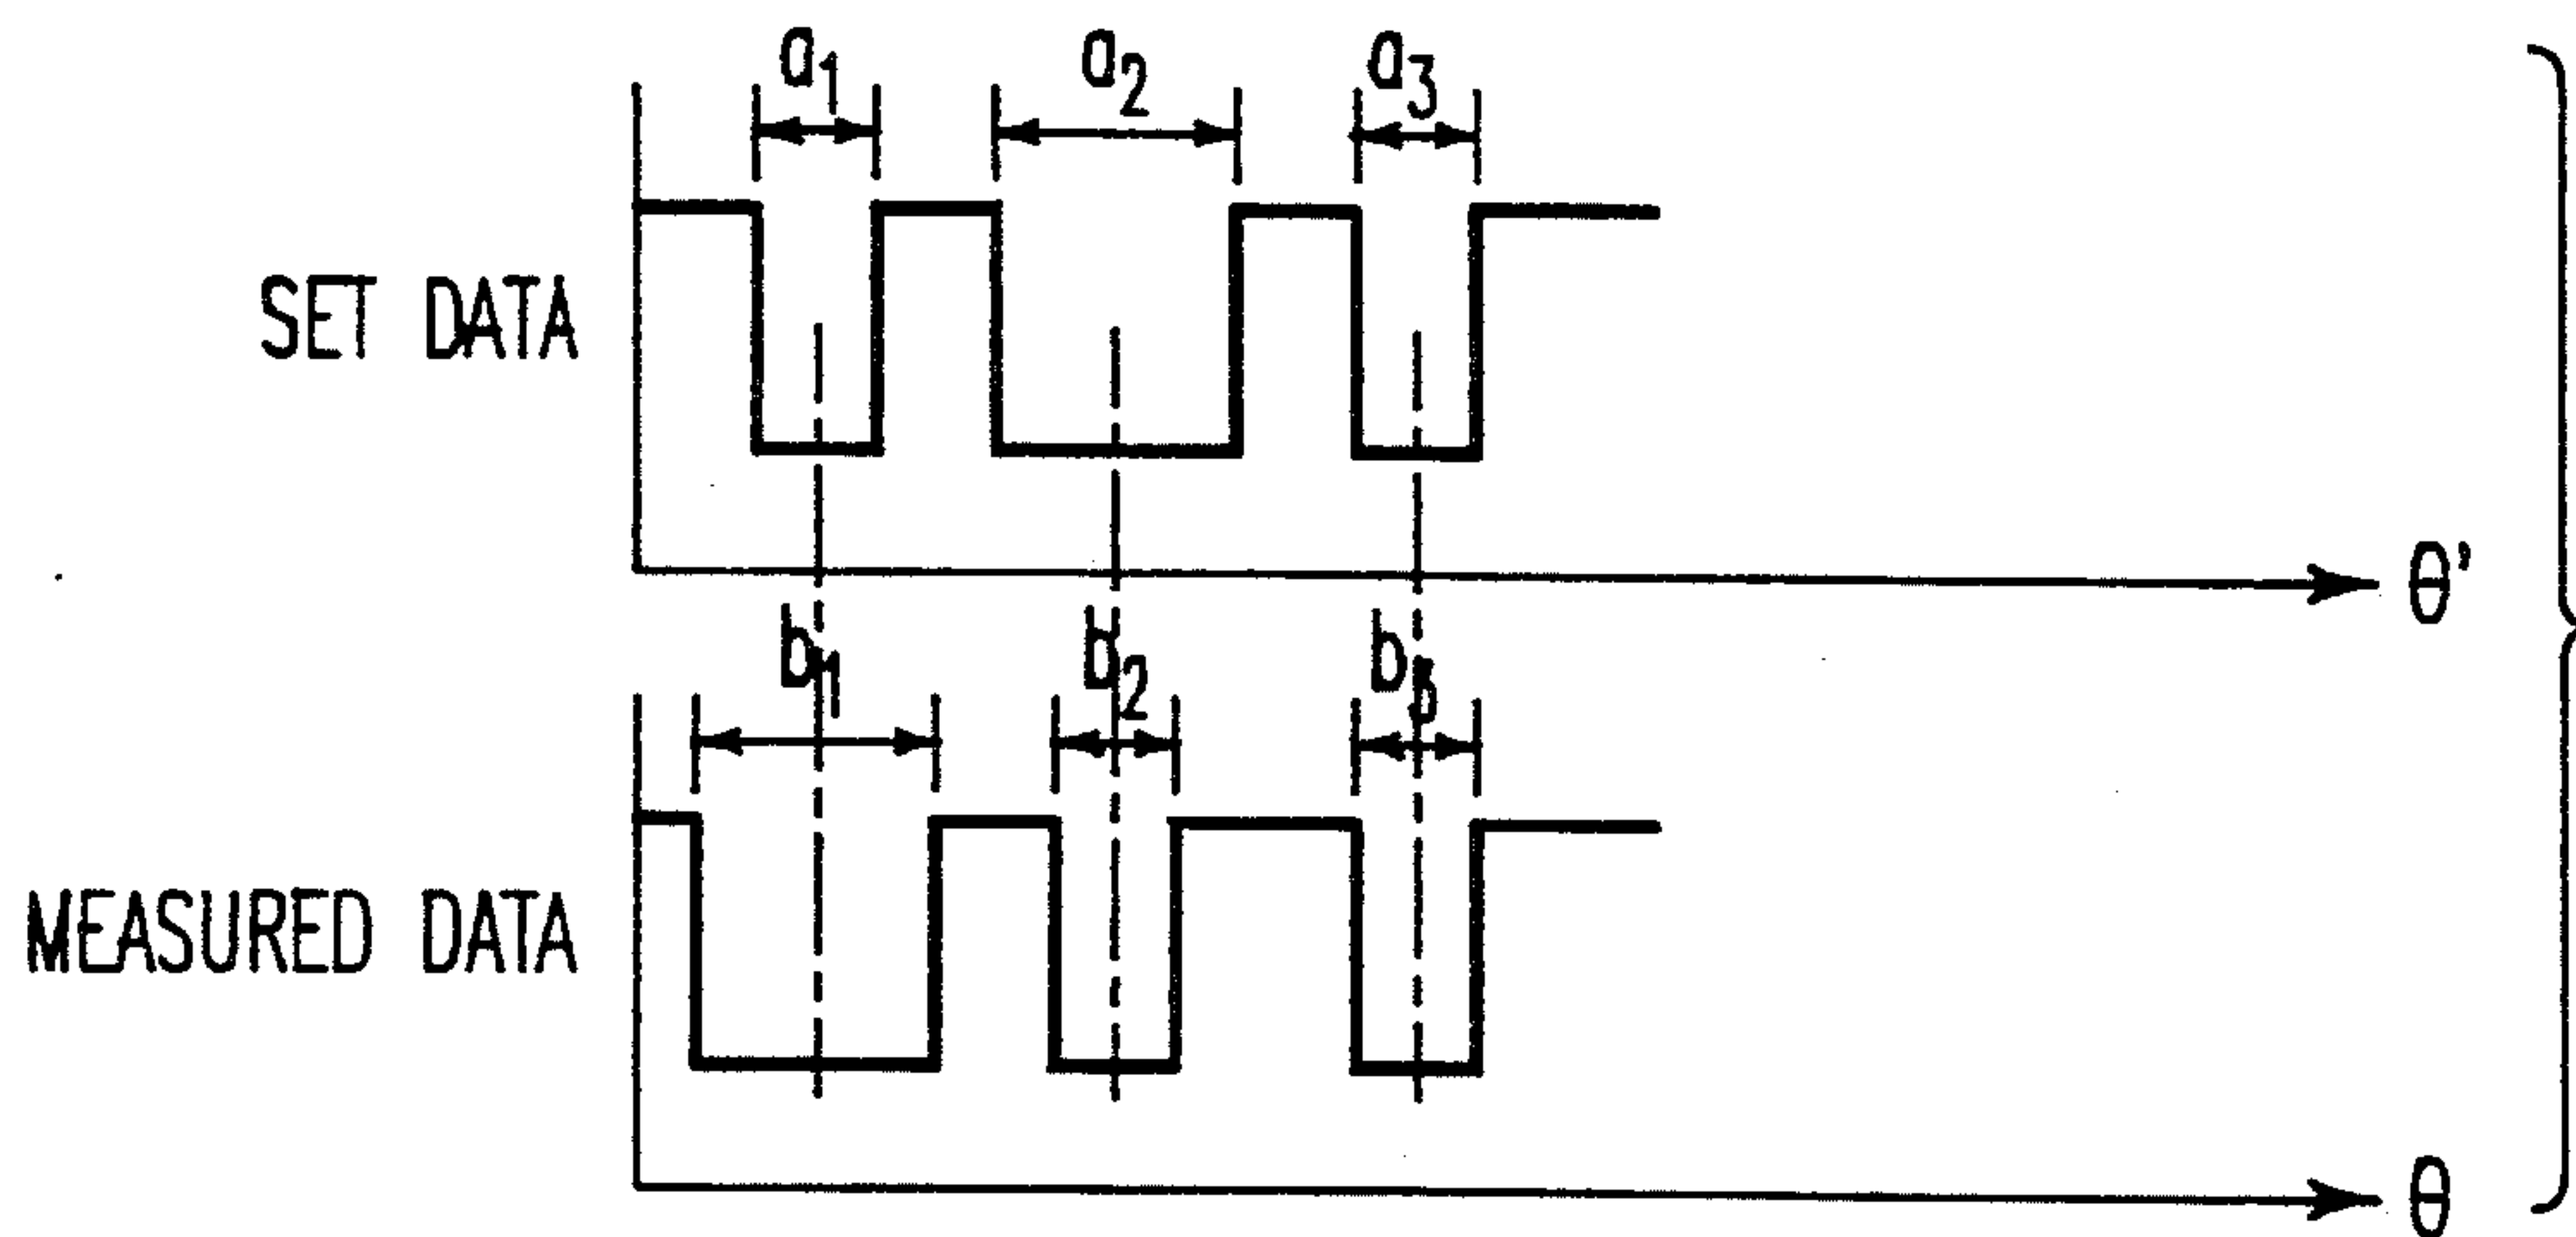 a1 a2 a3
SET DATA
θ'
b1 b2 b3
MEASURED DATA
θ